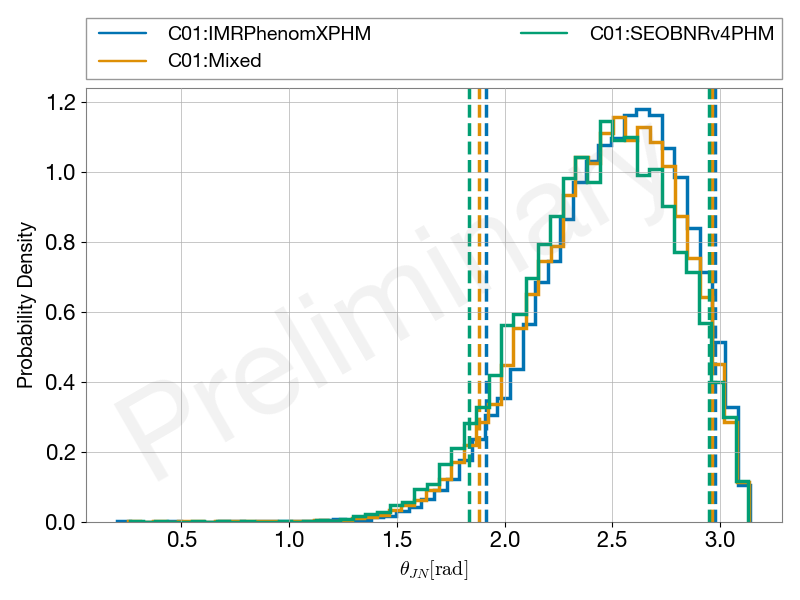 C01:IMRPhenomXPHM
C01:Mixed
C01:SEOBNRv4PHM
1.2
1.0
0.8
0.6
0.4
0.2
0.0
Probability Density
Preliminary
0.5 1.0 1.5 2.0 2.5 3.0
θ_JN[rad]